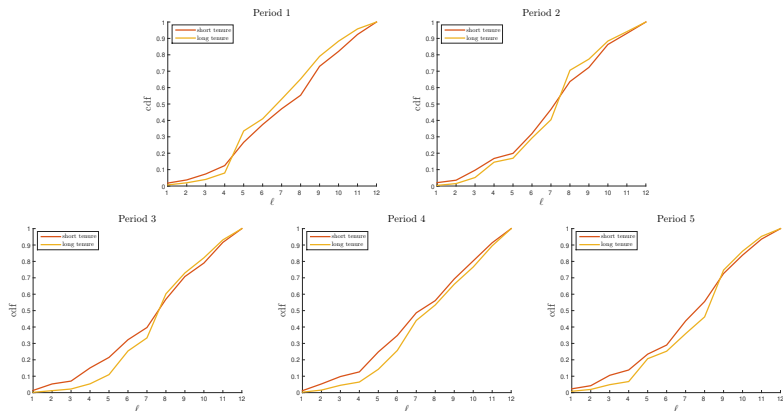 Period 1
short tenure
long tenure
cdf
1
0.9
0.8
0.7
0.6
0.5
0.4
0.3
0.2
0.1
0
1 2 3 4 5 6 7 8 9 10 11 12
ℓ
Period 2
short tenure
long tenure
cdf
1
0.9
0.8
0.7
0.6
0.5
0.4
0.3
0.2
0.1
0
1 2 3 4 5 6 7 8 9 10 11 12
ℓ
Period 3
short tenure
long tenure
cdf
1
0.9
0.8
0.7
0.6
0.5
0.4
0.3
0.2
0.1
0
1 2 3 4 5 6 7 8 9 10 11 12
ℓ
Period 4
short tenure
long tenure
cdf
1
0.9
0.8
0.7
0.6
0.5
0.4
0.3
0.2
0.1
0
1 2 3 4 5 6 7 8 9 10 11 12
ℓ
Period 5
short tenure
long tenure
cdf
1
0.9
0.8
0.7
0.6
0.5
0.4
0.3
0.2
0.1
0
1 2 3 4 5 6 7 8 9 10 11 12
ℓ